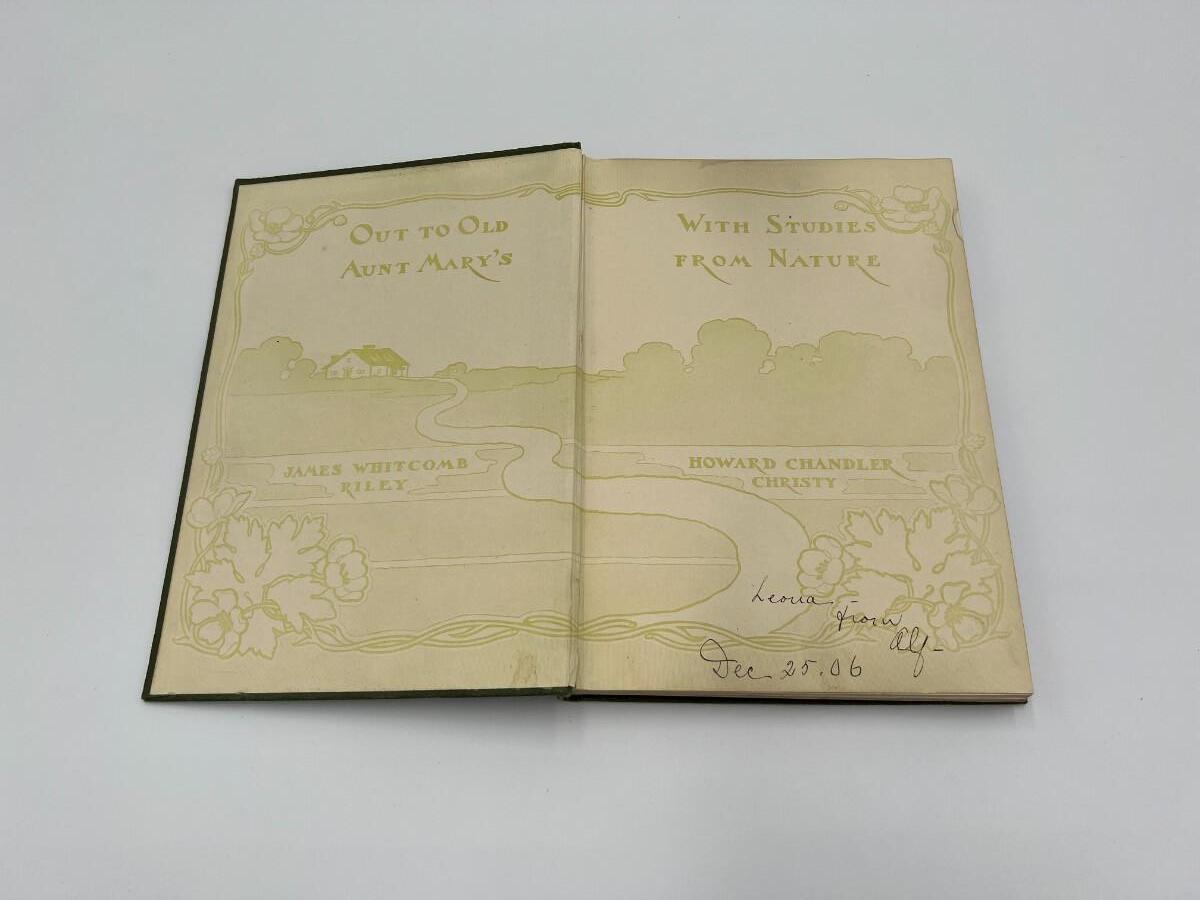 OUT TO OLD
AUNT MARY'S
JAMES WHITCOMB
RILEY
WITH STUDIES
FROM NATURE
HOWARD CHANDLER
CHRISTY
Leona
from
Alf-
Dec 25.06